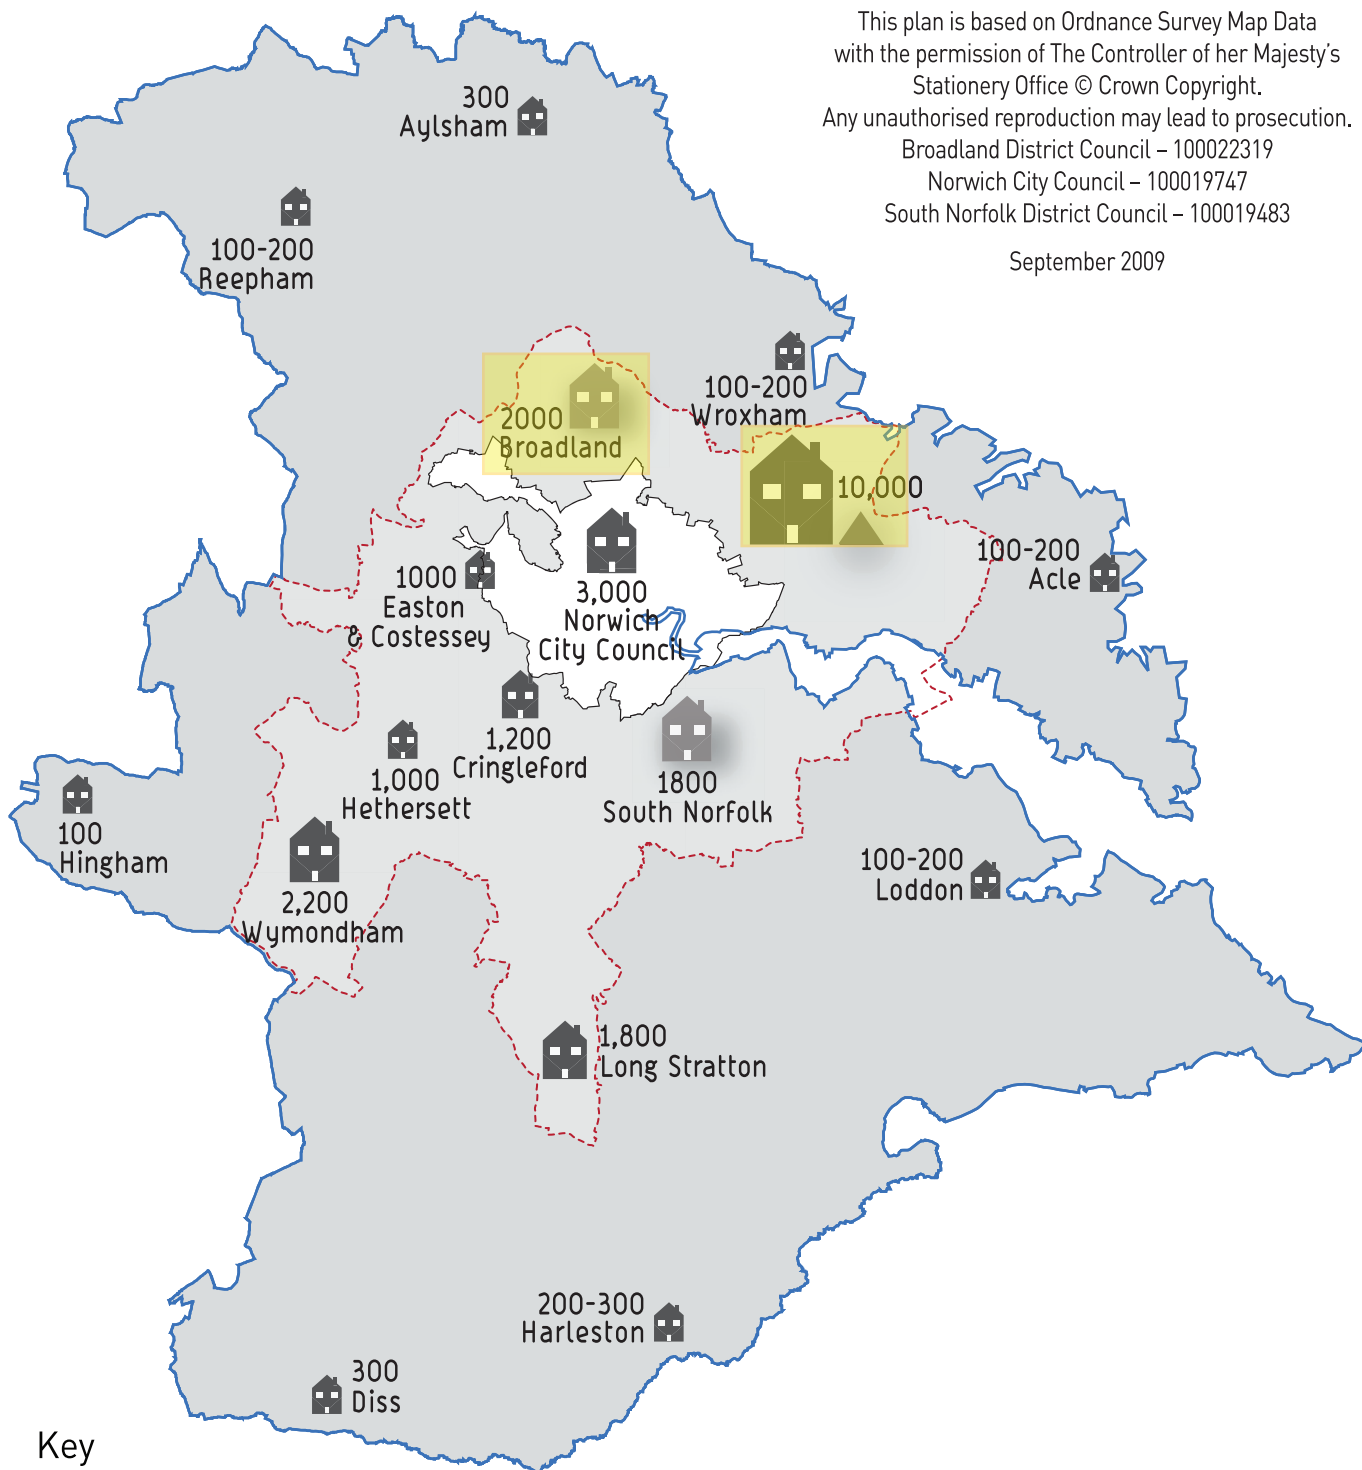 This plan is based on Ordnance Survey Map Data
with the permission of The Controller of her Majesty's
Stationery Office © Crown Copyright.
Any unauthorised reproduction may lead to prosecution.
Broadland District Council – 100022319
Norwich City Council – 100019747
South Norfolk District Council – 100019483
September 2009
300
Aylsham
100-200
Reepham
100-200
Wroxham
2000
Broadland
10,000
100-200
Acle
1000
Easton
& Costessey
3,000
Norwich
City Council
1,200
Cringleford
1,000
Hethersett
1800
South Norfolk
100
Hingham
2,200
Wymondham
100-200
Loddon
1,800
Long Stratton
200-300
Harleston
300
Diss
Key